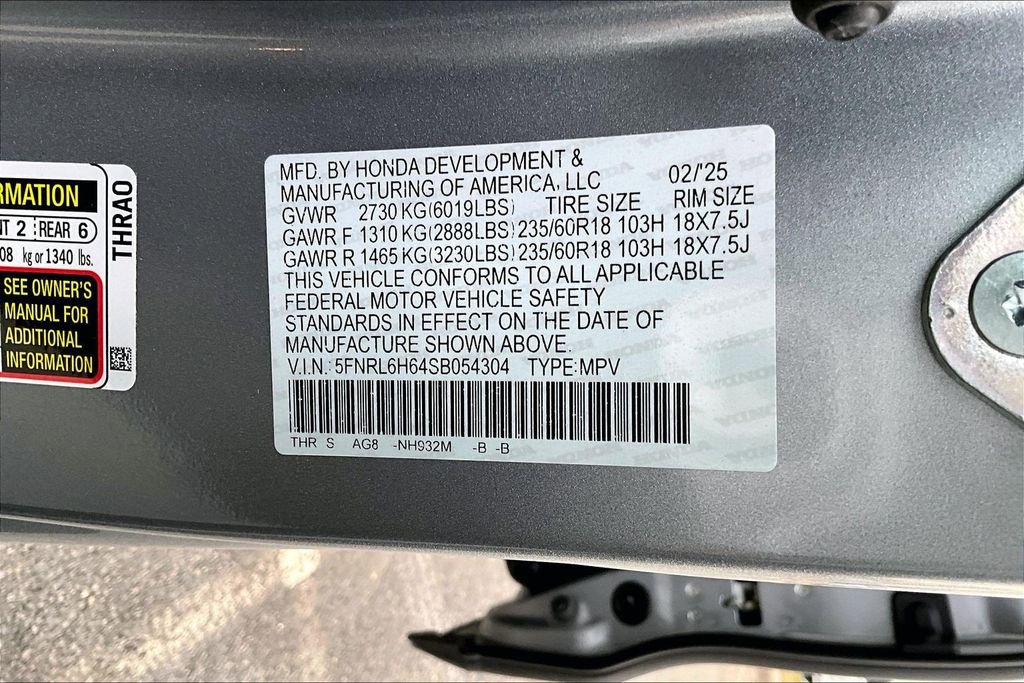 RMATION
NT 2 REAR 6
08 kg or 1340 lbs.
SEE OWNER'S
MANUAL FOR
ADDITIONAL
INFORMATION
THRAO
MFD. BY HONDA DEVELOPMENT &
MANUFACTURING OF AMERICA, LLC 02/'25
GVWR 2730 KG(6019LBS) TIRE SIZE RIM SIZE
GAWR F 1310 KG(2888LBS) 235/60R18 103H 18X7.5J
GAWR R 1465 KG(3230LBS) 235/60R18 103H 18X7.5J
THIS VEHICLE CONFORMS TO ALL APPLICABLE
FEDERAL MOTOR VEHICLE SAFETY
STANDARDS IN EFFECT ON THE DATE OF
MANUFACTURE SHOWN ABOVE.
V.I.N.: 5FNRL6H64SB054304 TYPE:MPV
THR S AG8 -NH932M -B -B